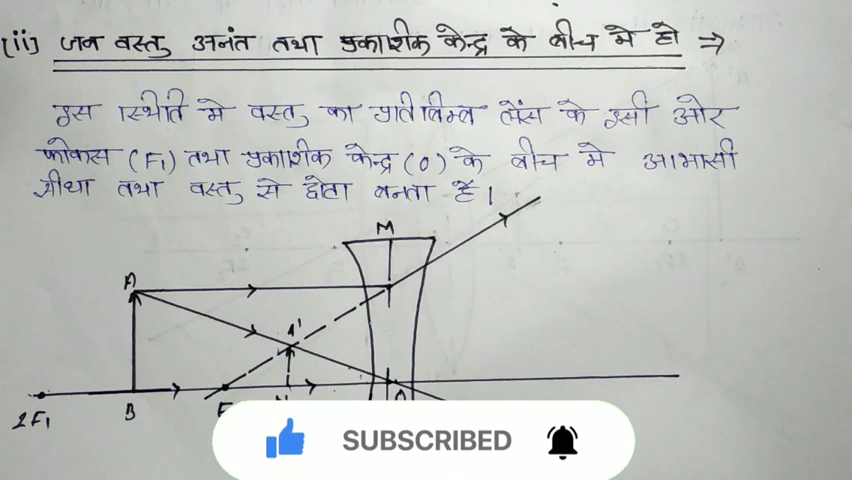 (ii) जब वस्तु अनंत तथा प्रकाशीक केन्द्र के बीच मे हो ⇒
इस स्थिति मे वस्तु का प्रतिबिम्ब लेंस के इसी ओर
फोकस (F₁) तथा प्रकाशीक केन्द्र (O) के बीच मे आभासी
सीधा तथा वस्तु से छोटा बनता है।
M
A
A'
2F₁ B F O
SUBSCRIBED